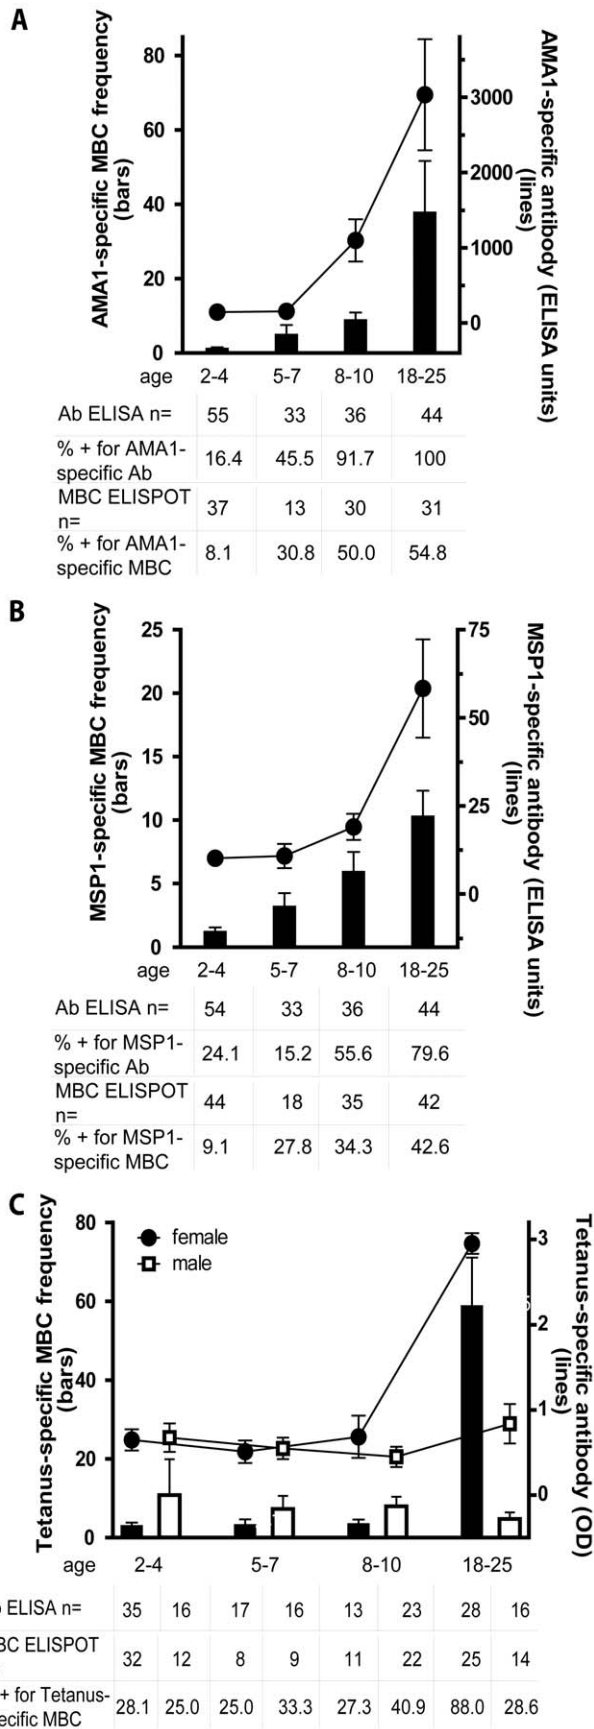 A
AMA1-specific MBC frequency
(bars)
80
60
40
20
0
3000
2000
1000
0
AMA1-specific antibody (ELISA units)
(lines)
age 2-4 5-7 8-10 18-25
Ab ELISA n= 55 33 36 44
% + for AMA1-
specific Ab 16.4 45.5 91.7 100
MBC ELISPOT
n= 37 13 30 31
% + for AMA1-
specific MBC 8.1 30.8 50.0 54.8
B
MSP1-specific MBC frequency
(bars)
25
20
15
10
5
0
75
50
25
0
MSP1-specific antibody (ELISA units)
(lines)
age 2-4 5-7 8-10 18-25
Ab ELISA n= 54 33 36 44
% + for MSP1-
specific Ab 24.1 15.2 55.6 79.6
MBC ELISPOT
n= 44 18 35 42
% + for MSP1-
specific MBC 9.1 27.8 34.3 42.6
C
Tetanus-specific MBC frequency
(bars)
80
60
40
20
0
female
male
3
2
1
0
Tetanus-specific antibody (OD)
(lines)
age 2-4 5-7 8-10 18-25
ELISA n= 35 16 17 16 13 23 28 16
BC ELISPOT 32 12 8 9 11 22 25 14
+ for Tetanus-
ecific MBC 28.1 25.0 25.0 33.3 27.3 40.9 88.0 28.6